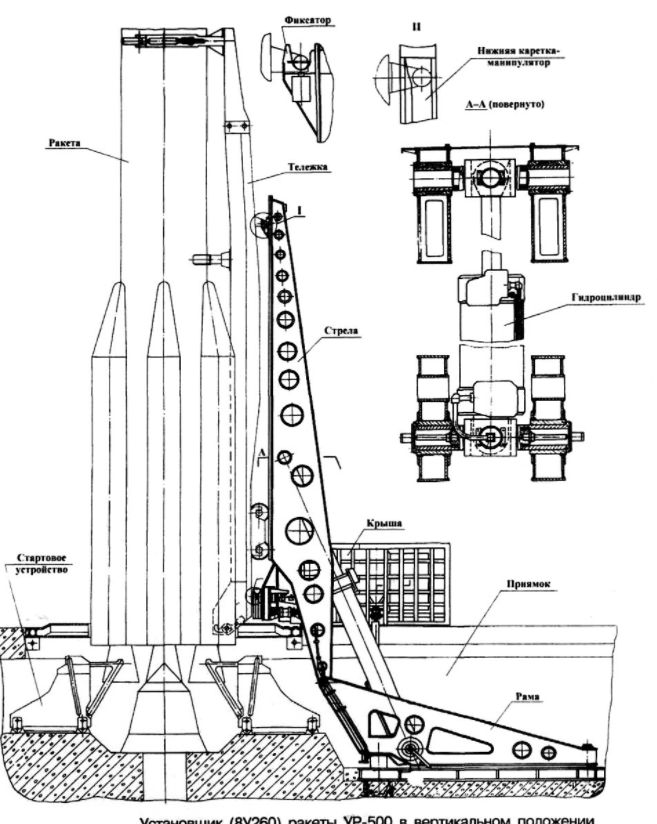 Фиксатор
II
Нижняя каретка-
манипулятор
А–А (повернуто)
Ракета
Тележка
I
Гидроцилиндр
Стрела
А
Крыша
Стартовое
устройство
Приямок
Рама
Установщик (8У260) ракеты УР-500 в вертикальном положении